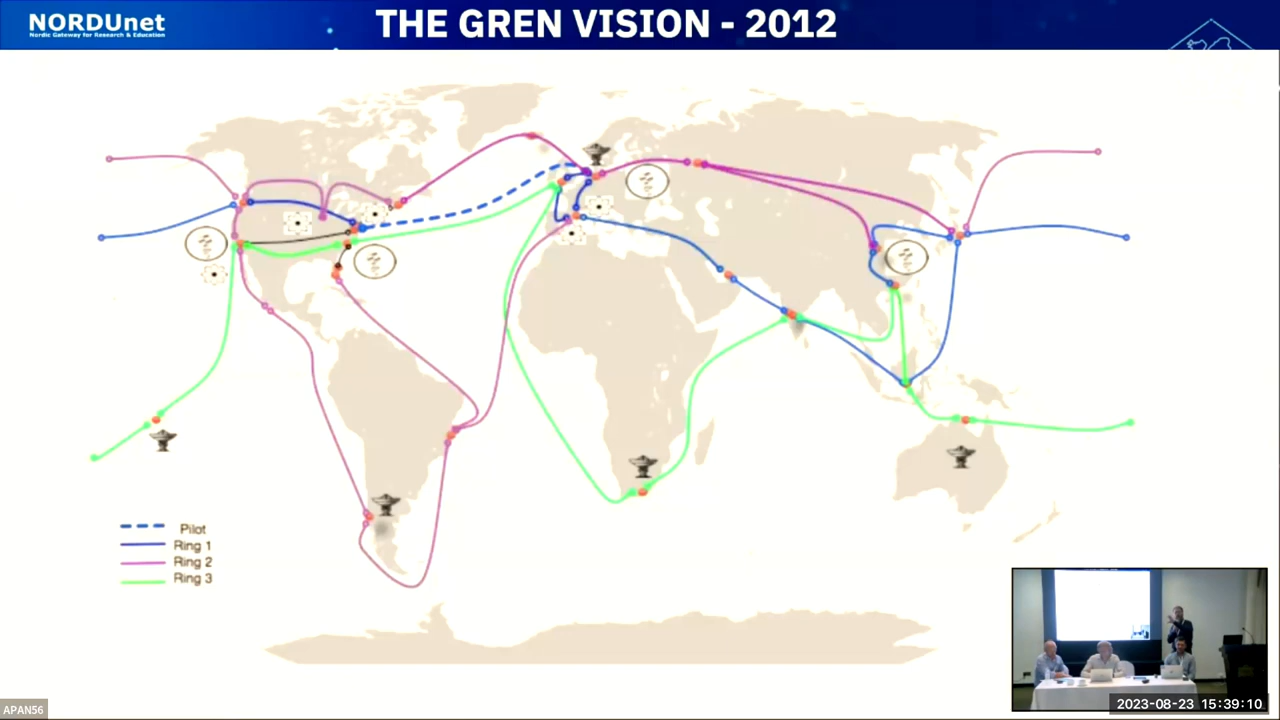 NORDUnet
Nordic Gateway for Research & Education
THE GREN VISION - 2012
Pilot
Ring 1
Ring 2
Ring 3
APAN56
2023-08-23 15:39:10